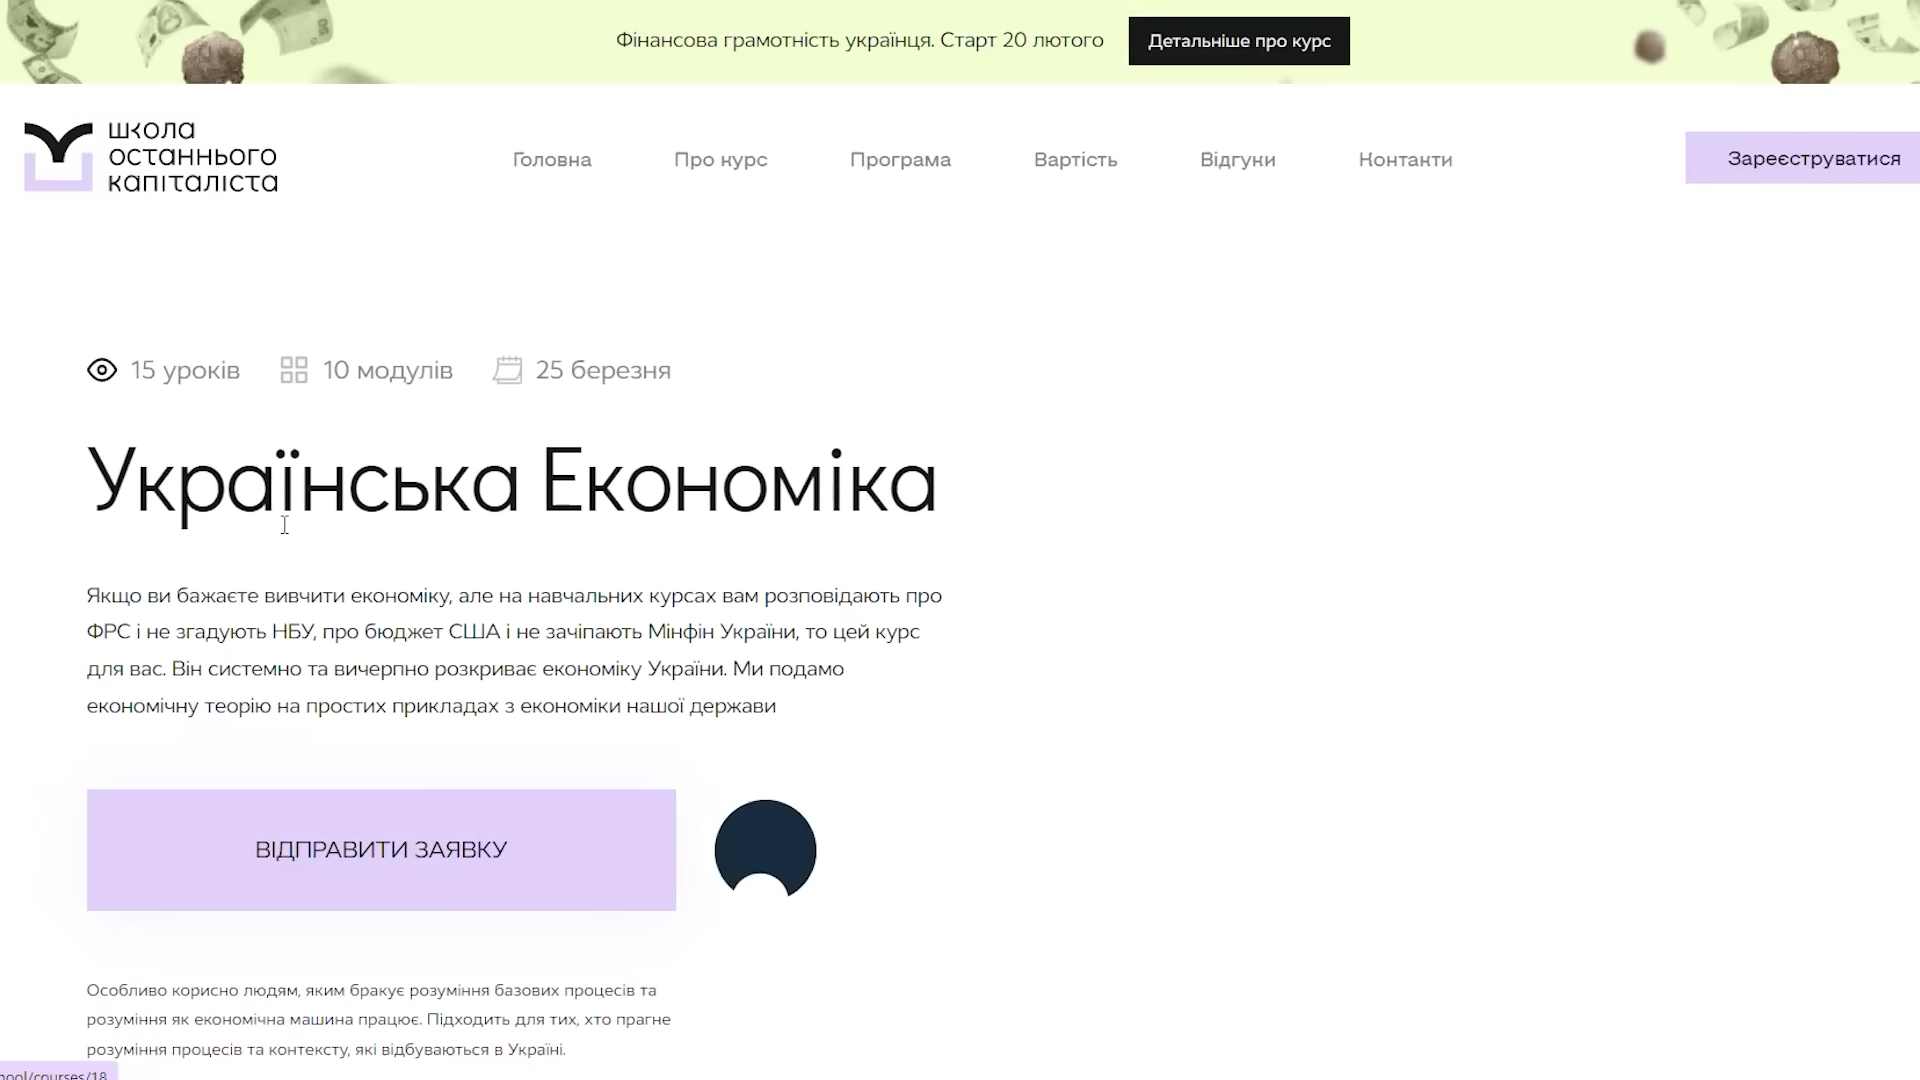 Фінансова грамотність українця. Старт 20 лютого
Детальніше про курс
школа
останнього
капіталіста
Головна
Про курс
Програма
Вартість
Відгуки
Контакти
Зареєструватися
15 уроків
10 модулів
25 березня
Українська Економіка
Якщо ви бажаєте вивчити економіку, але на навчальних курсах вам розповідають про
ФРС і не згадують НБУ, про бюджет США і не зачіпають Мінфін України, то цей курс
для вас. Він системно та вичерпно розкриває економіку України. Ми подамо
економічну теорію на простих прикладах з економіки нашої держави
ВІДПРАВИТИ ЗАЯВКУ
Особливо корисно людям, яким бракує розуміння базових процесів та
розуміння як економічна машина працює. Підходить для тих, хто прагне
розуміння процесів та контексту, які відбуваються в Україні.
hool/courses/18